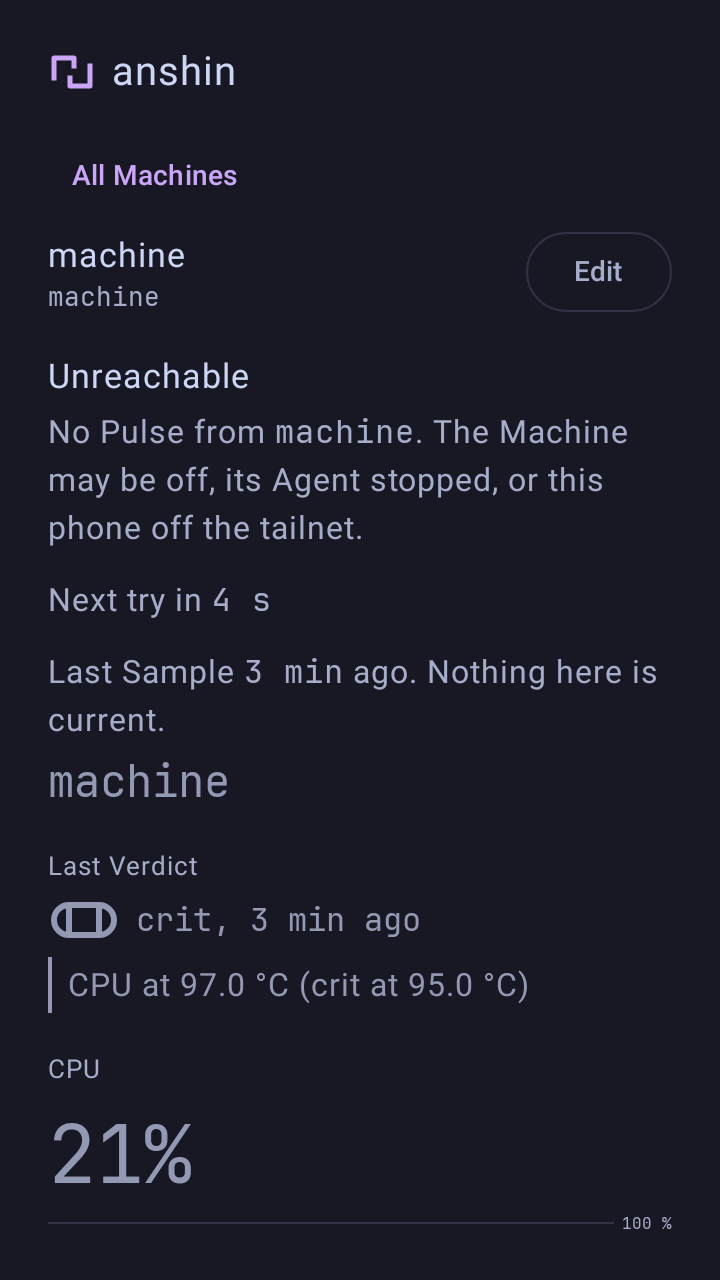 anshin
All Machines
machine
Edit
machine
Unreachable
No Pulse from machine. The Machine
may be off, its Agent stopped, or this
phone off the tailnet.
Next try in 4 s
Last Sample 3 min ago. Nothing here is
current.
machine
Last Verdict
crit, 3 min ago
CPU at 97.0 °C (crit at 95.0 °C)
CPU
21%
100 %